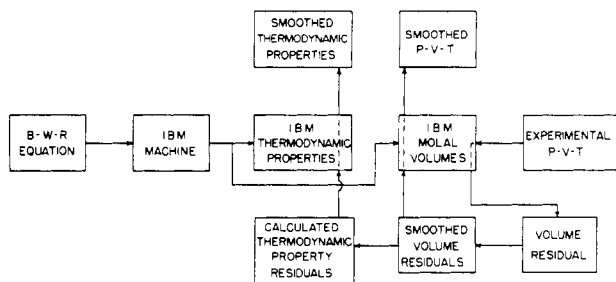 SMOOTHED
THERMODYNAMIC
PROPERTIES
SMOOTHED
P-V-T
B-W-R
EQUATION
IBM
MACHINE
IBM
THERMODYNAMIC
PROPERTIES
IBM
MOLAL
VOLUMES
EXPERIMENTAL
P-V-T
CALCULATED
THERMODYNAMIC
PROPERTY
RESIDUALS
SMOOTHED
VOLUME
RESIDUALS
VOLUME
RESIDUAL